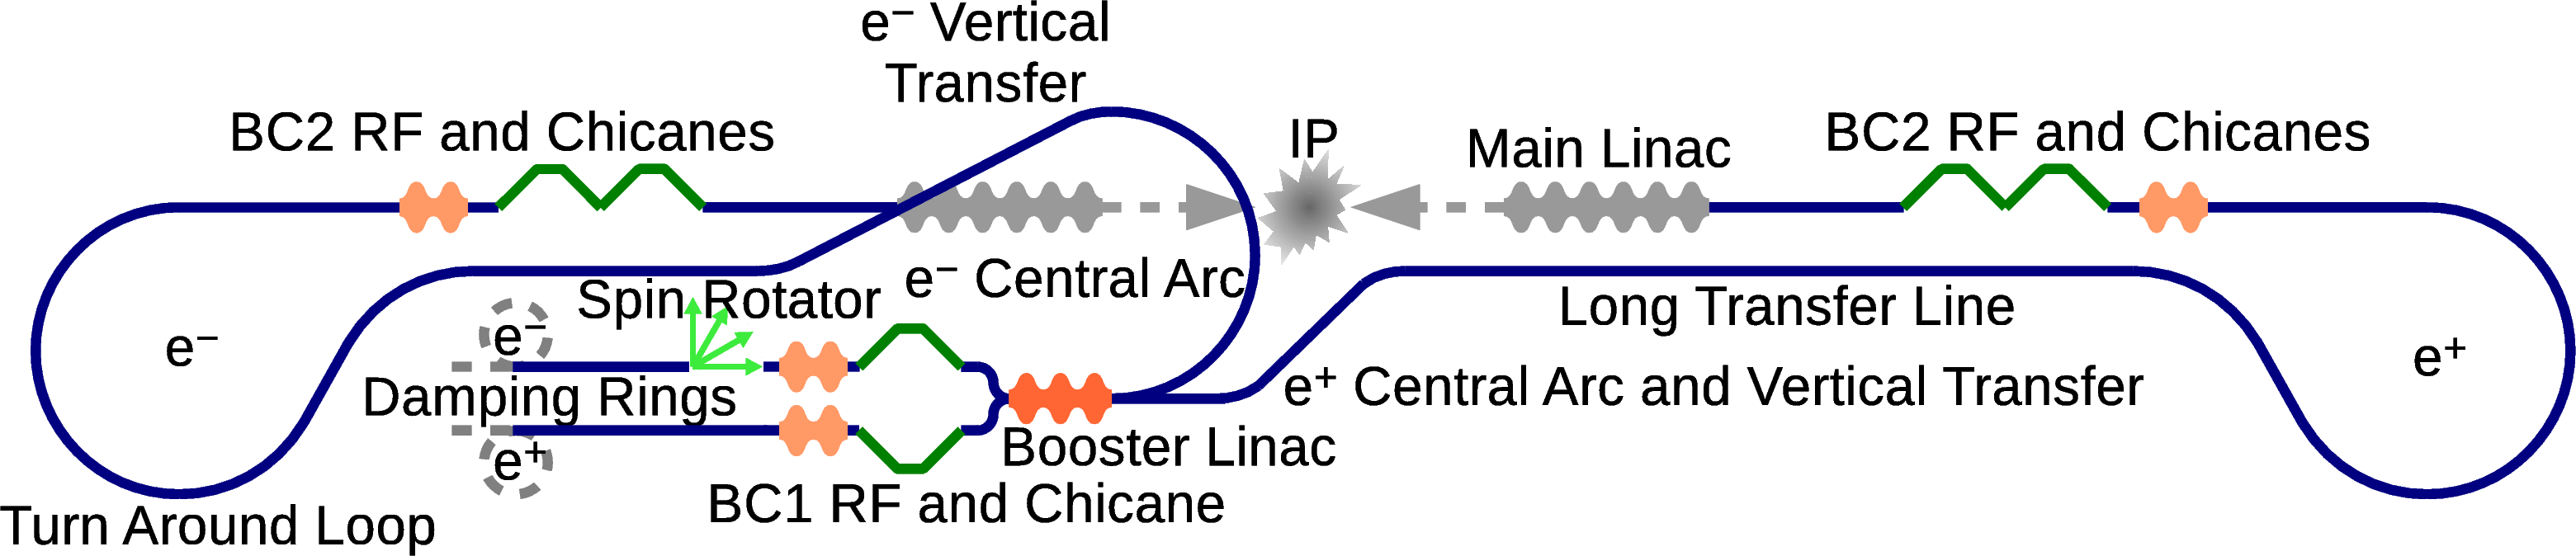 e⁻ Vertical
Transfer
BC2 RF and Chicanes
IP
Main Linac
BC2 RF and Chicanes
e⁻ Central Arc
Spin Rotator
Long Transfer Line
e⁻
e⁻
e⁺
Damping Rings
e⁺ Central Arc and Vertical Transfer
e⁺
Booster Linac
BC1 RF and Chicane
Turn Around Loop